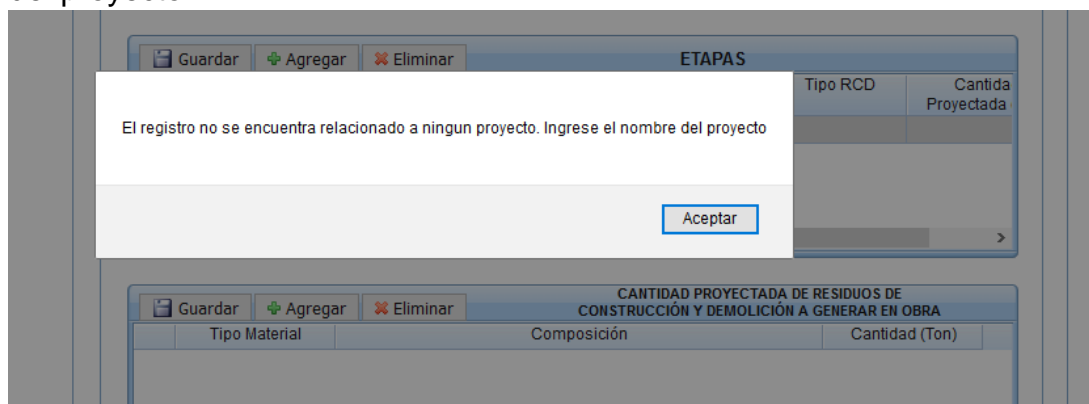 Guardar Agregar Eliminar ETAPAS
Tipo RCD Cantida
Proyectada
El registro no se encuentra relacionado a ningun proyecto. Ingrese el nombre del proyecto
Aceptar
Guardar Agregar Eliminar
CANTIDAD PROYECTADA DE RESIDUOS DE
CONSTRUCCIÓN Y DEMOLICIÓN A GENERAR EN OBRA
Tipo Material Composición Cantidad (Ton)